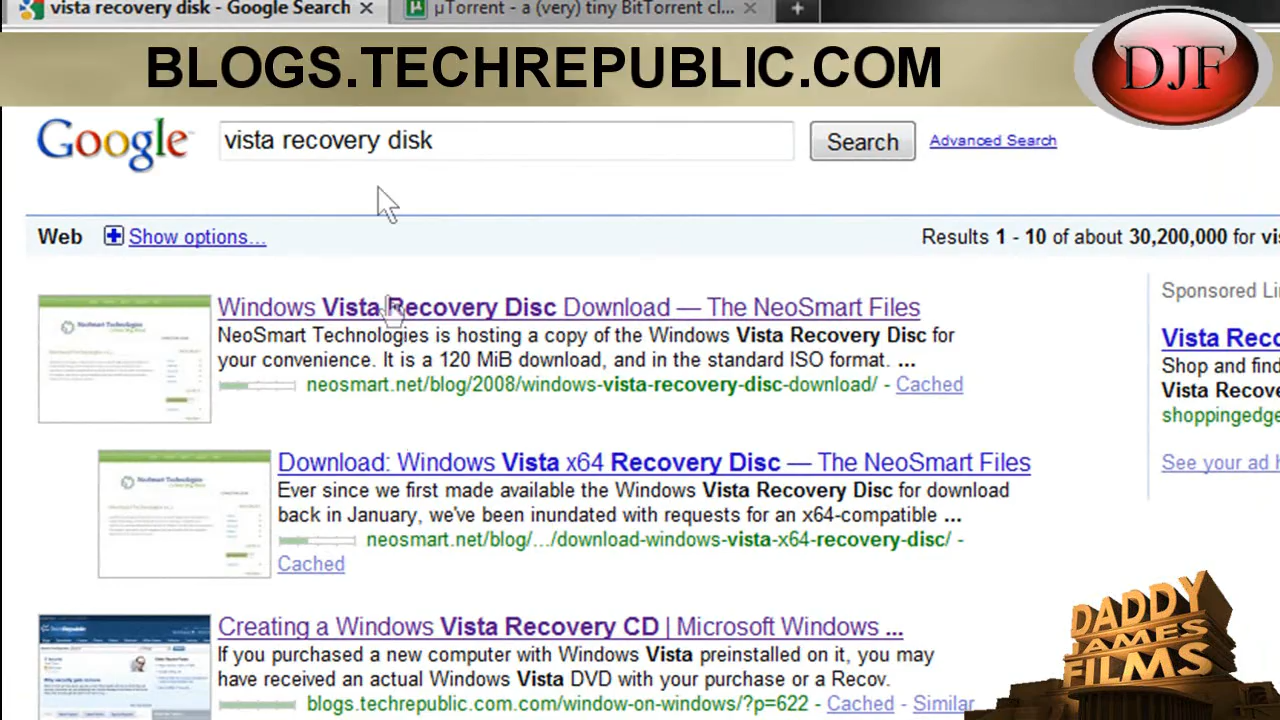 vista recovery disk - Google Search
µTorrent - a (very) tiny BitTorrent cl...
BLOGS.TECHREPUBLIC.COM
DJF
Google
vista recovery disk
Search
Advanced Search
Web
Show options...
Results 1 - 10 of about 30,200,000 for vi
Windows Vista Recovery Disc Download — The NeoSmart Files
NeoSmart Technologies is hosting a copy of the Windows Vista Recovery Disc for
your convenience. It is a 120 MiB download, and in the standard ISO format. ...
neosmart.net/blog/2008/windows-vista-recovery-disc-download/ - Cached
Sponsored Li
Vista Reco
Shop and find
Vista Recove
shoppingedge
See your ad h
NeoSmart Technologies
Download: Windows Vista x64 Recovery Disc — The NeoSmart Files
Ever since we first made available the Windows Vista Recovery Disc for download
back in January, we've been inundated with requests for an x64-compatible ...
neosmart.net/blog/.../download-windows-vista-x64-recovery-disc/ -
Cached
NeoSmart Technologies
Creating a Windows Vista Recovery CD | Microsoft Windows ...
If you purchased a new computer with Windows Vista preinstalled on it, you may
have received an actual Windows Vista DVD with your purchase or a Recov.
blogs.techrepublic.com.com/window-on-windows/?p=622 - Cached - Similar
DADDY
JAMES
FILMS